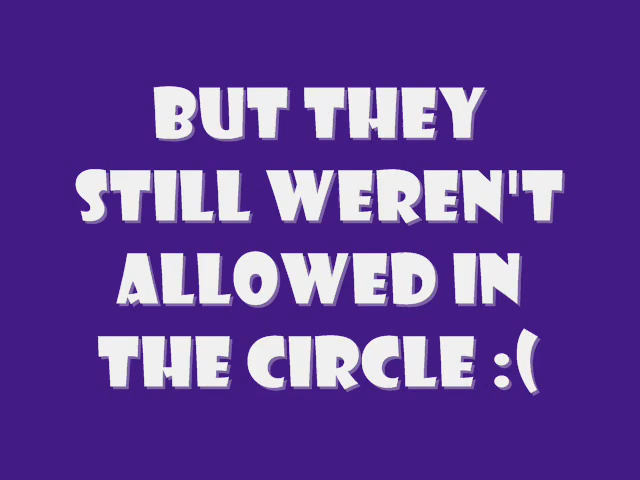 BUT THEY
STILL WEREN'T
ALLOWED IN
THE CIRCLE :(